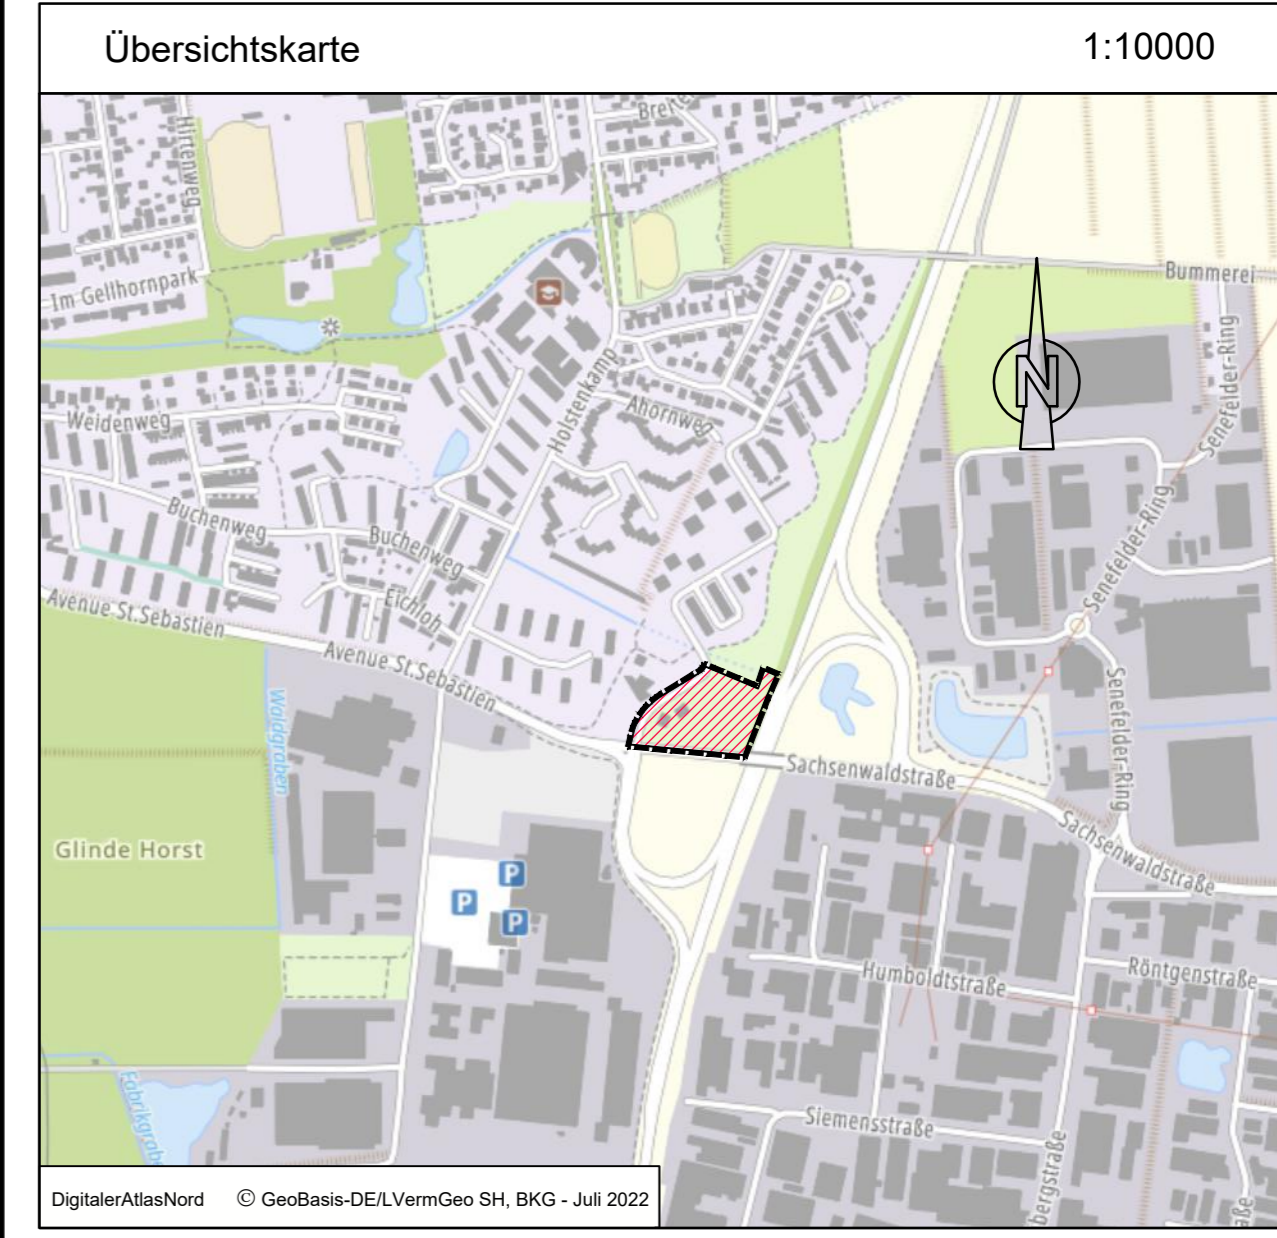 Übersichtskarte 1:10000
Hirtenweg
Im Gellhornpark
Bummerei
Senefelder-Ring
Holstenkamp
Ahornweg
Weidenweg
Buchenweg
Buchenweg
Eichloh
Senefelder-Ring
Avenue St.Sebastien
Avenue St.Sebastien
Waldgraben
Senefelder-Ring
Sachsenwaldstraße
Sachsenwaldstraße
Glinde Horst
P
P
P
Humboldtstraße
Röntgenstraße
Siemensstraße
N
DigitalerAtlasNord © GeoBasis-DE/LVermGeo SH, BKG - Juli 2022